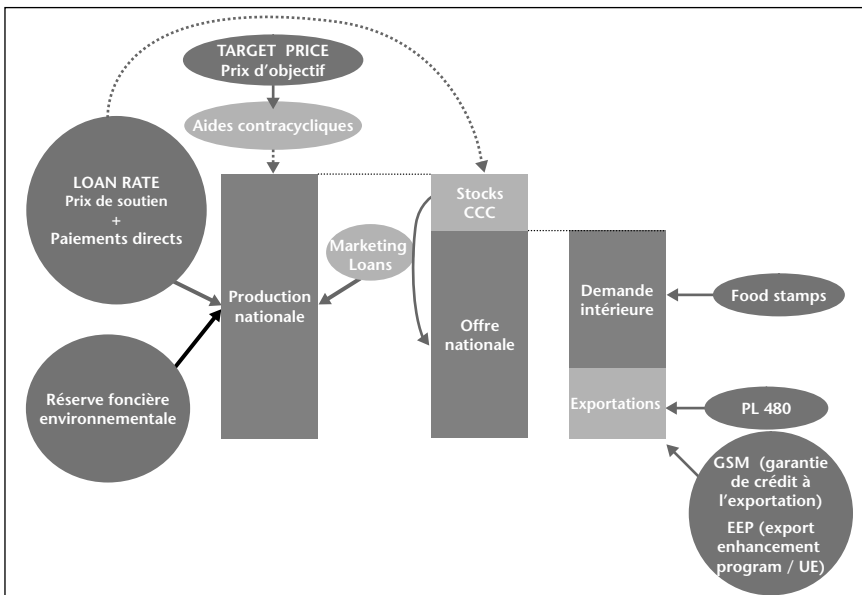 TARGET PRICE
Prix d’objectif
Aides contracycliques
LOAN RATE
Prix de soutien
+
Paiements directs
Stocks
CCC
Marketing
Loans
Production
nationale
Offre
nationale
Demande
intérieure
Food stamps
Réserve foncière
environnementale
Exportations
PL 480
GSM (garantie
de crédit à
l’exportation)
EEP (export
enhancement
program / UE)